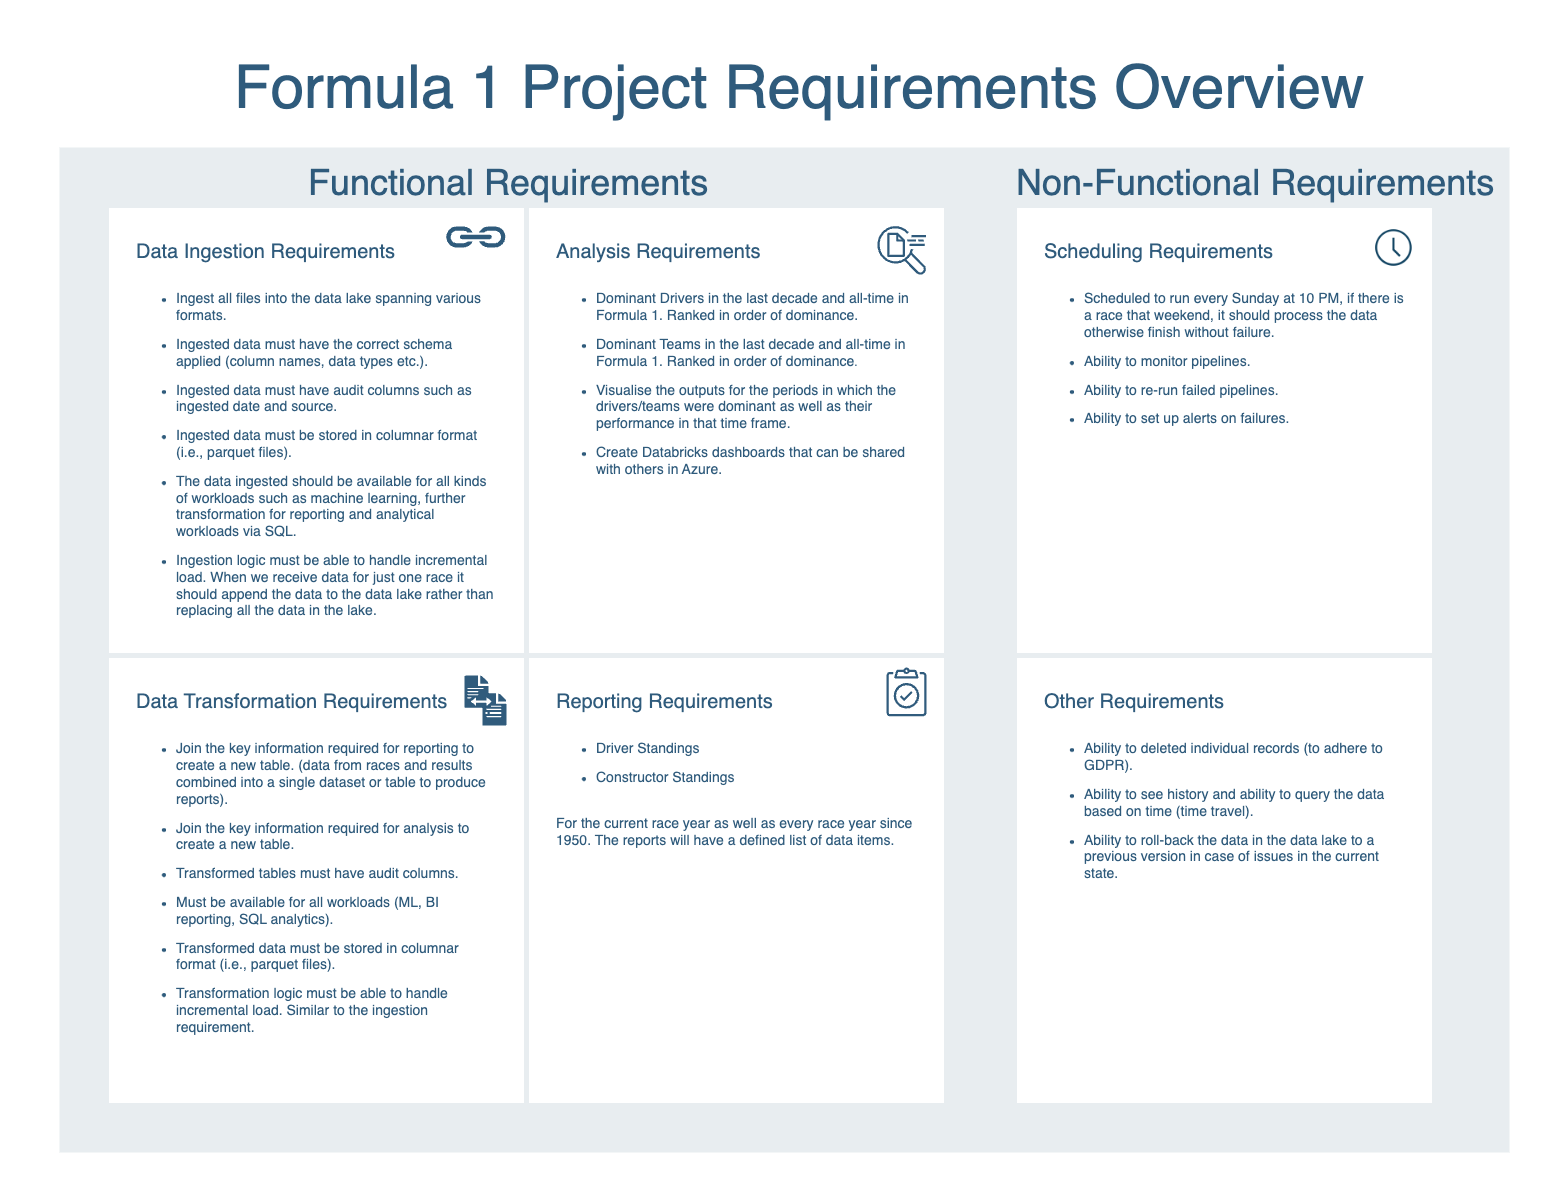 Formula 1 Project Requirements Overview
Functional Requirements
Data Ingestion Requirements
• Ingest all files into the data lake spanning various
formats.
• Ingested data must have the correct schema
applied (column names, data types etc.).
• Ingested data must have audit columns such as
ingested date and source.
• Ingested data must be stored in columnar format
(i.e., parquet files).
• The data ingested should be available for all kinds
of workloads such as machine learning, further
transformation for reporting and analytical
workloads via SQL.
• Ingestion logic must be able to handle incremental
load. When we receive data for just one race it
should append the data to the data lake rather than
replacing all the data in the lake.
Analysis Requirements
• Dominant Drivers in the last decade and all-time in
Formula 1. Ranked in order of dominance.
• Dominant Teams in the last decade and all-time in
Formula 1. Ranked in order of dominance.
• Visualise the outputs for the periods in which the
drivers/teams were dominant as well as their
performance in that time frame.
• Create Databricks dashboards that can be shared
with others in Azure.
Data Transformation Requirements
• Join the key information required for reporting to
create a new table. (data from races and results
combined into a single dataset or table to produce
reports).
• Join the key information required for analysis to
create a new table.
• Transformed tables must have audit columns.
• Must be available for all workloads (ML, BI
reporting, SQL analytics).
• Transformed data must be stored in columnar
format (i.e., parquet files).
• Transformation logic must be able to handle
incremental load. Similar to the ingestion
requirement.
Reporting Requirements
• Driver Standings
• Constructor Standings
For the current race year as well as every race year since
1950. The reports will have a defined list of data items.
Non-Functional Requirements
Scheduling Requirements
• Scheduled to run every Sunday at 10 PM, if there is
a race that weekend, it should process the data
otherwise finish without failure.
• Ability to monitor pipelines.
• Ability to re-run failed pipelines.
• Ability to set up alerts on failures.
Other Requirements
• Ability to deleted individual records (to adhere to
GDPR).
• Ability to see history and ability to query the data
based on time (time travel).
• Ability to roll-back the data in the data lake to a
previous version in case of issues in the current
state.